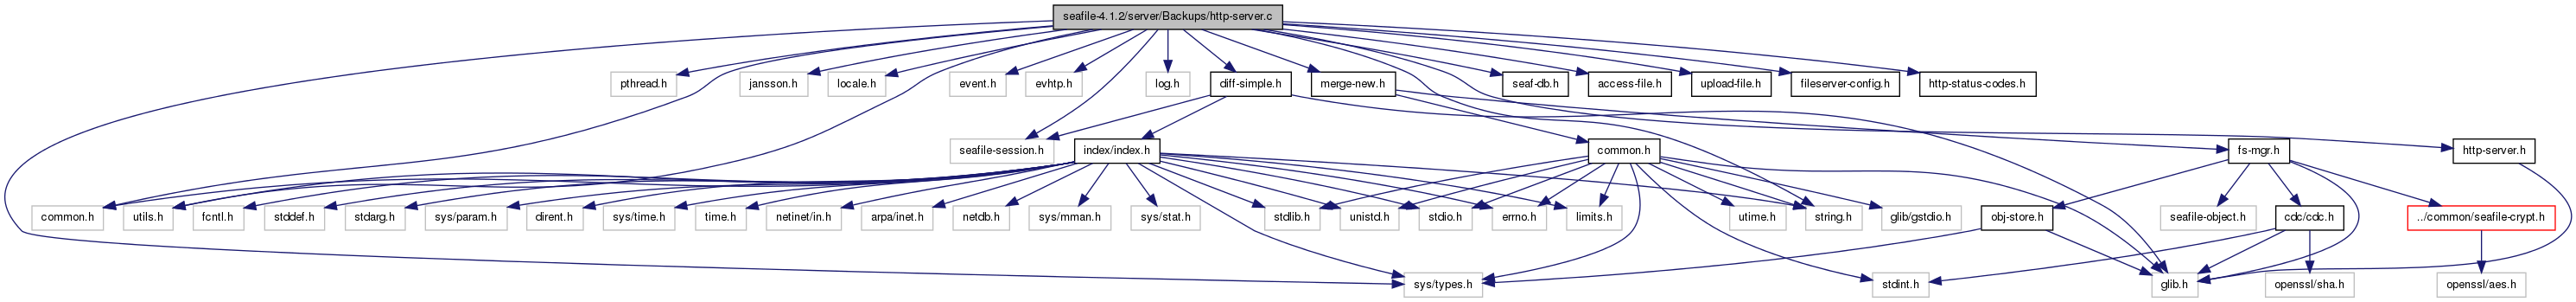 seafile-4.1.2/server/Backups/http-server.c
pthread.h
jansson.h
locale.h
event.h
evhtp.h
log.h
diff-simple.h
merge-new.h
seaf-db.h
access-file.h
upload-file.h
fileserver-config.h
http-status-codes.h
seafile-session.h
index/index.h
common.h
fs-mgr.h
http-server.h
common.h
utils.h
fcntl.h
stddef.h
stdarg.h
sys/param.h
dirent.h
sys/time.h
time.h
netinet/in.h
arpa/inet.h
netdb.h
sys/mman.h
sys/stat.h
stdlib.h
unistd.h
stdio.h
errno.h
limits.h
utime.h
string.h
glib/gstdio.h
obj-store.h
seafile-object.h
cdc/cdc.h
../common/seafile-crypt.h
sys/types.h
stdint.h
glib.h
openssl/sha.h
openssl/aes.h